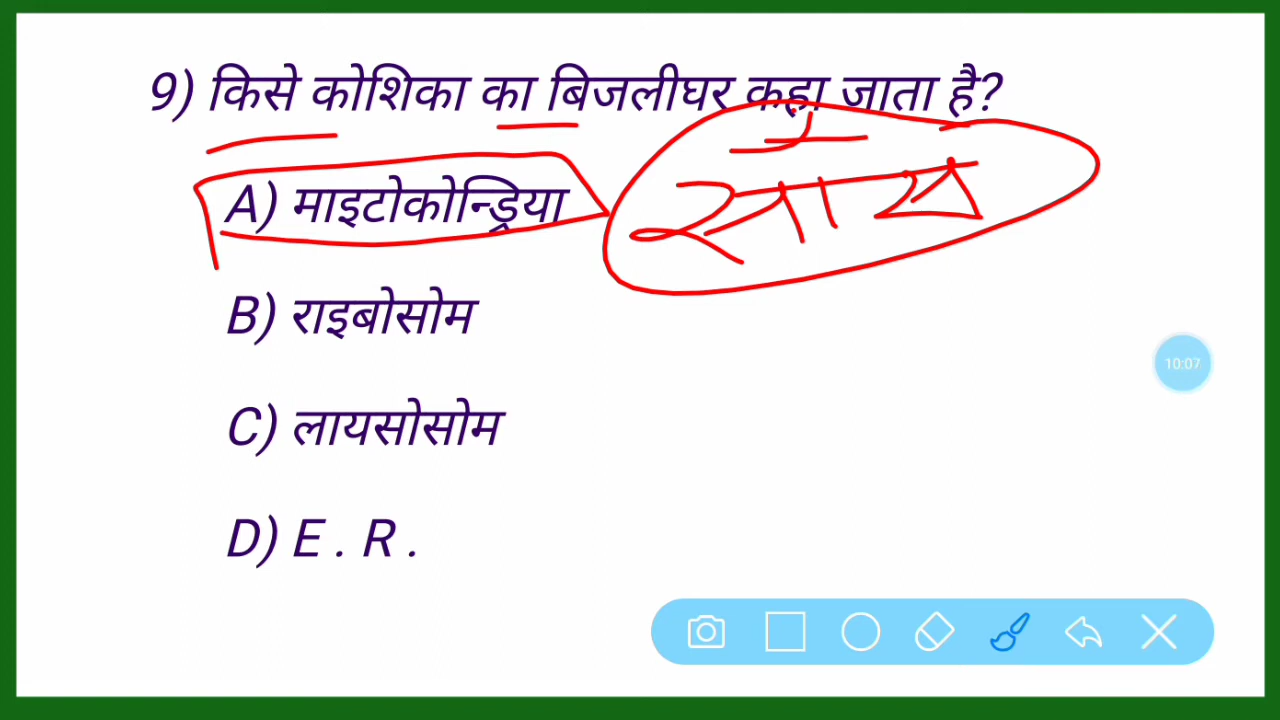 9) किसे कोशिका का बिजलीघर कहा जाता है?
A) माइटोकोन्ड्रिया
B) राइबोसोम
C) लायसोसोम
D) E . R .
10:07